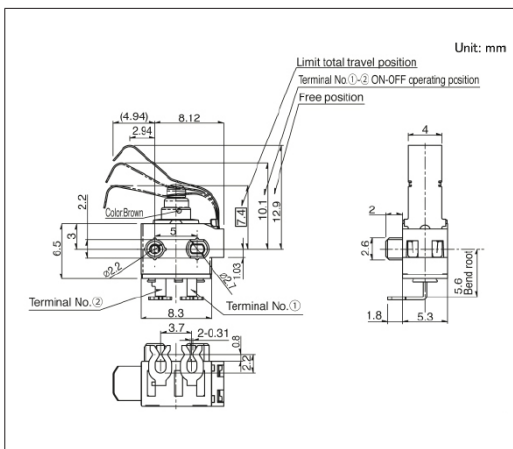 Unit: mm
Limit total travel position
Terminal No.①-② ON-OFF operating position
Free position
(4.94)
8.12
2.94
4
2.2
Color:Brown
7.4
10.1
12.9
2
3
5
6.5
2.6
ø2.2
ø2.1
1.03
5.6
Bend root
Terminal No.②
Terminal No.①
8.3
1.8
5.3
3.7
2-0.31
0.8
2.2